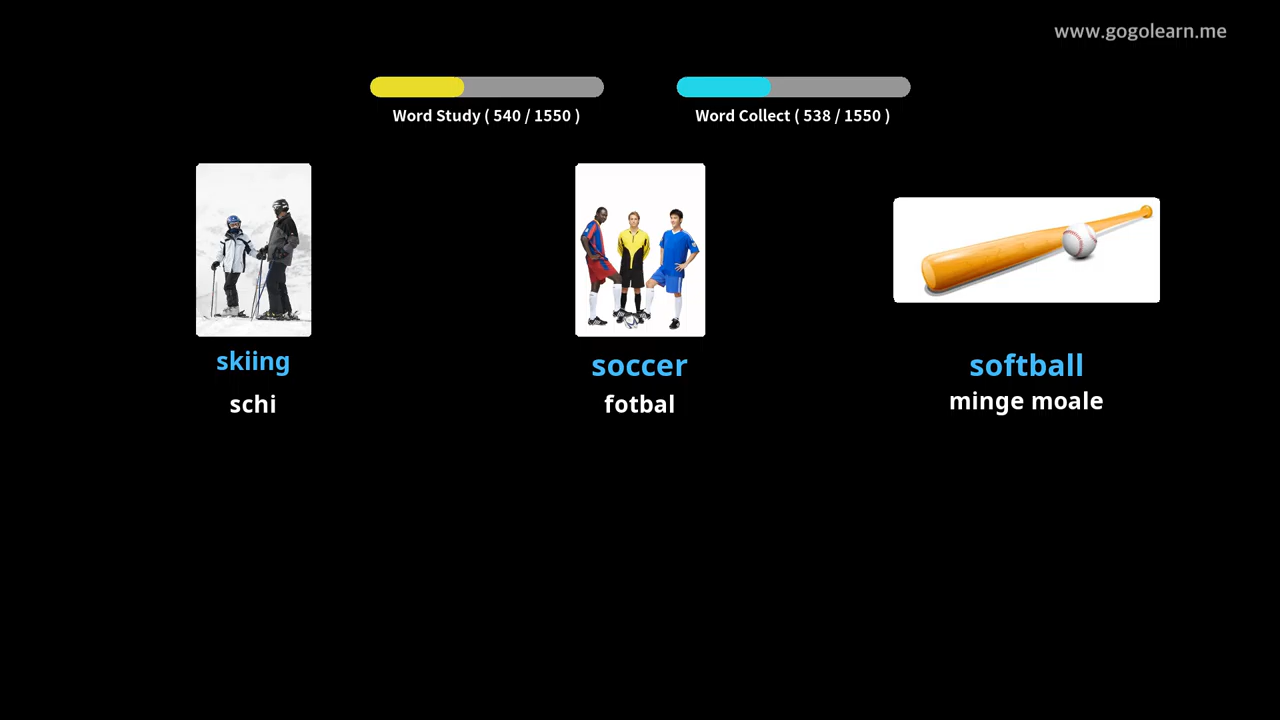 www.gogolearn.me
Word Study ( 540 / 1550 )
Word Collect ( 538 / 1550 )
skiing
soccer
softball
schi
fotbal
minge moale